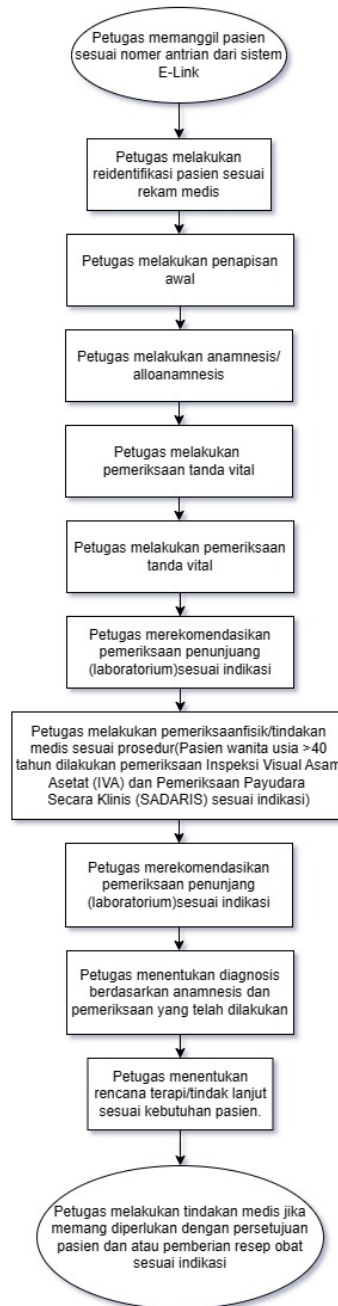 Petugas memanggil pasien
sesuai nomer antrian dari sistem
E-Link
Petugas melakukan
reidentifikasi pasien sesuai
rekam medis
Petugas melakukan penapisan
awal
Petugas melakukan anamnesis/
alloanamnesis
Petugas melakukan
pemeriksaan tanda vital
Petugas melakukan pemeriksaan
tanda vital
Petugas merekomendasikan
pemeriksaan penunjuang
(laboratorium)sesuai indikasi
Petugas melakukan pemeriksaanfisik/tindakan
medis sesuai prosedur(Pasien wanita usia >40
tahun dilakukan pemeriksaan Inspeksi Visual Asam
Asetat (IVA) dan Pemeriksaan Payudara
Secara Klinis (SADARIS) sesuai indikasi)
Petugas merekomendasikan
pemeriksaan penunjang
(laboratorium)sesuai indikasi
Petugas menentukan diagnosis
berdasarkan anamnesis dan
pemeriksaan yang telah dilakukan
Petugas menentukan
rencana terapi/tindak lanjut
sesuai kebutuhan pasien.
Petugas melakukan tindakan medis jika
memang diperlukan dengan persetujuan
pasien dan atau pemberian resep obat
sesuai indikasi